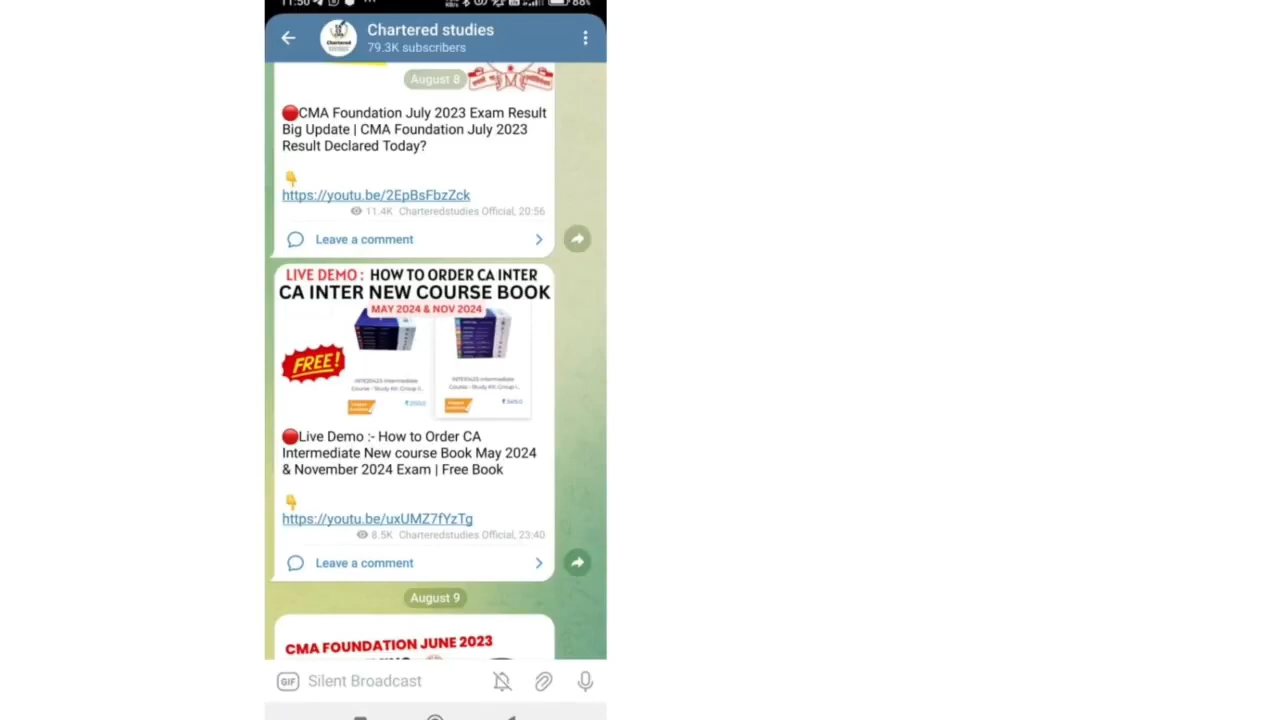 11:50
88%
Chartered studies
79.3K subscribers
Chartered
August 8
M
🔴CMA Foundation July 2023 Exam Result
Big Update | CMA Foundation July 2023
Result Declared Today?
👇
https://youtu.be/2EpBsFbzZck
11.4K Charteredstudies Official, 20:56
Leave a comment
LIVE DEMO : HOW TO ORDER CA INTER
CA INTER NEW COURSE BOOK
MAY 2024 & NOV 2024
FREE!
🔴Live Demo :- How to Order CA
Intermediate New course Book May 2024
& November 2024 Exam | Free Book
👇
https://youtu.be/uxUMZ7fYzTg
8.5K Charteredstudies Official, 23:40
Leave a comment
August 9
CMA FOUNDATION JUNE 2023
GIF Silent Broadcast